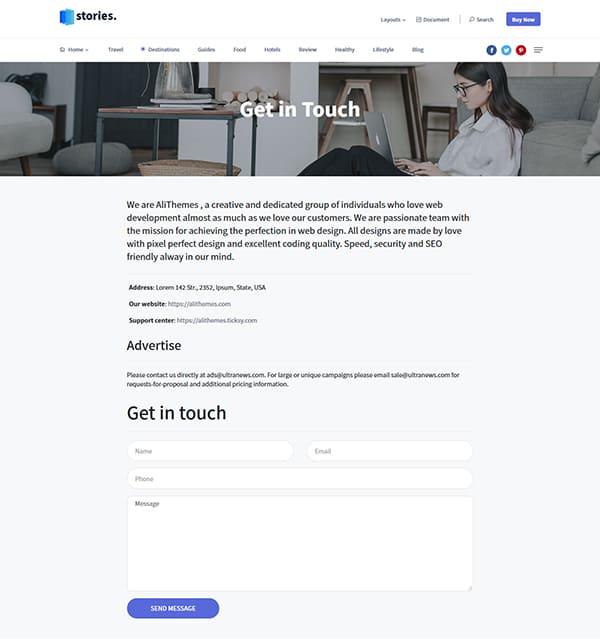 stories.
Layouts
Document
Search
Buy Now
Home
Travel
Destinations
Guides
Food
Hotels
Review
Healthy
Lifestyle
Blog
Get in Touch
We are AliThemes , a creative and dedicated group of individuals who love web
development almost as much as we love our customers. We are passionate team with
the mission for achieving the perfection in web design. All designs are made by love
with pixel perfect design and excellent coding quality. Speed, security and SEO
friendly alway in our mind.
Address: Lorem 142 Str., 2352, Ipsum, State, USA
Our website: https://alithemes.com
Support center: https://alithemes.ticksy.com
Advertise
Please contact us directly at ads@ultranews.com. For large or unique campaigns please email sale@ultranews.com for
requests-for-proposal and additional pricing information.
Get in touch
Name
Email
Phone
Message
SEND MESSAGE